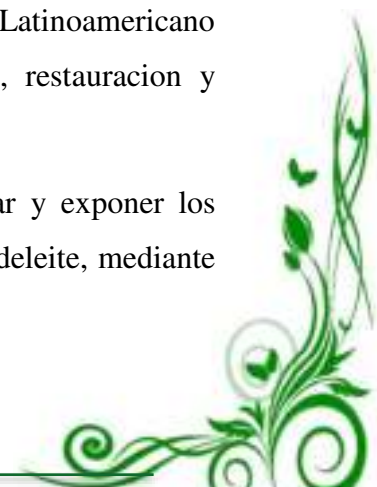 Latinoamericano
, restauracion y
ar y exponer los
deleite, mediante